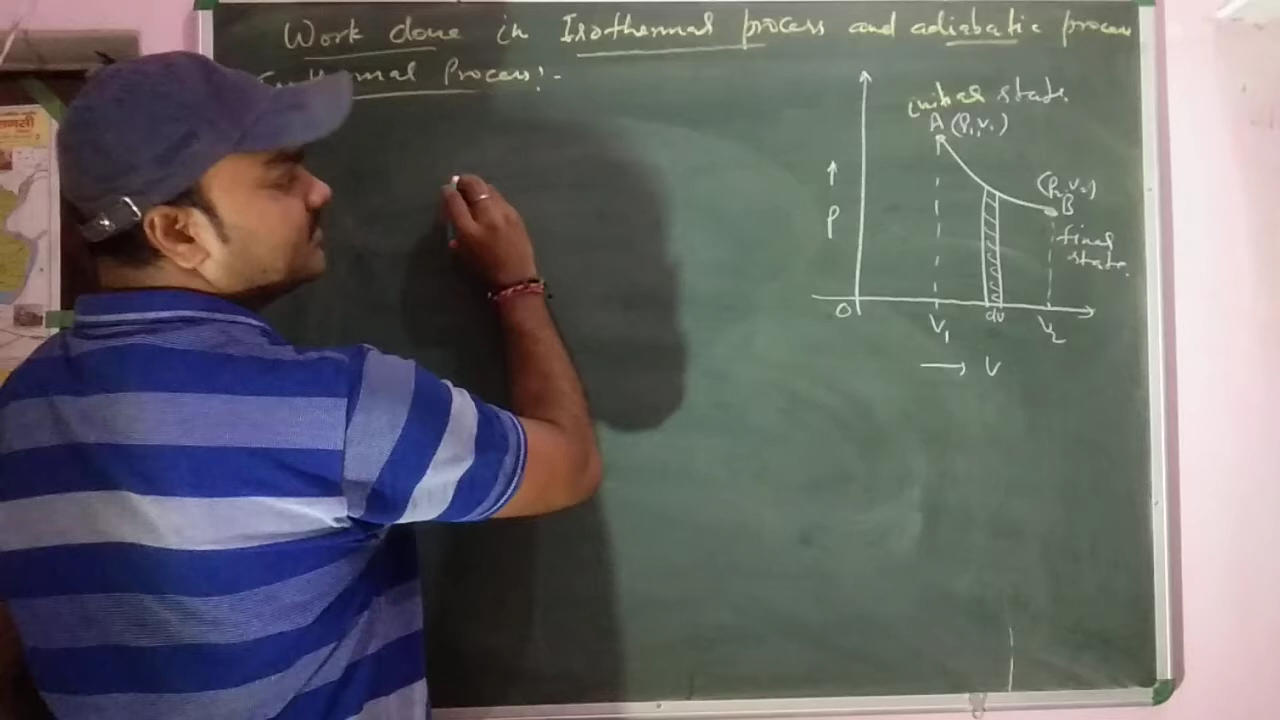 Work done in Isothermal process and adiabatic process
Isothermal Process:-
initial state
A (P₁,V₁)
(P₂,V₂)
B
final
state.
P
O
V₁
dv
V₂
→ V
णसी